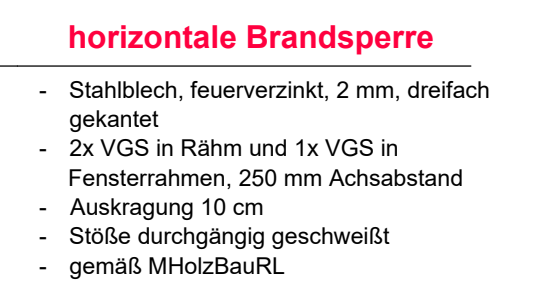 horizontale Brandsperre
- Stahlblech, feuerverzinkt, 2 mm, dreifach
gekantet
- 2x VGS in Rähm und 1x VGS in
Fensterrahmen, 250 mm Achsabstand
- Auskragung 10 cm
- Stöße durchgängig geschweißt
- gemäß MHolzBauRL